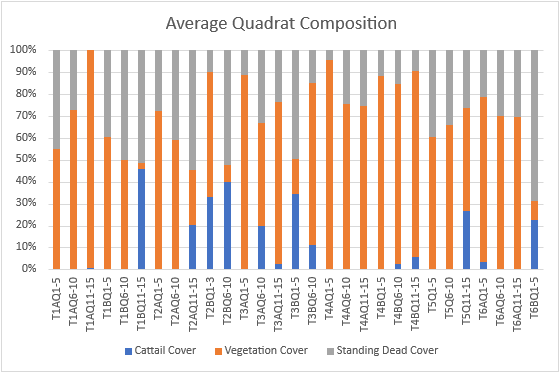 Average Quadrat Composition
100%
90%
80%
70%
60%
50%
40%
30%
20%
10%
0%
T1AQ1-5
T1AQ6-10
T1AQ11-15
T1BQ1-5
T1BQ6-10
T1BQ11-15
T2AQ1-5
T2AQ6-10
T2AQ11-15
T2BQ1-3
T2BQ6-10
T3AQ1-5
T3AQ6-10
T3AQ11-15
T3BQ1-5
T3BQ6-10
T4AQ1-5
T4AQ6-10
T4AQ11-15
T4BQ1-5
T4BQ6-10
T4BQ11-15
T5Q1-5
T5Q6-10
T5Q11-15
T6AQ1-5
T6AQ6-10
T6AQ11-15
T6BQ1-5
Cattail Cover Vegetation Cover Standing Dead Cover